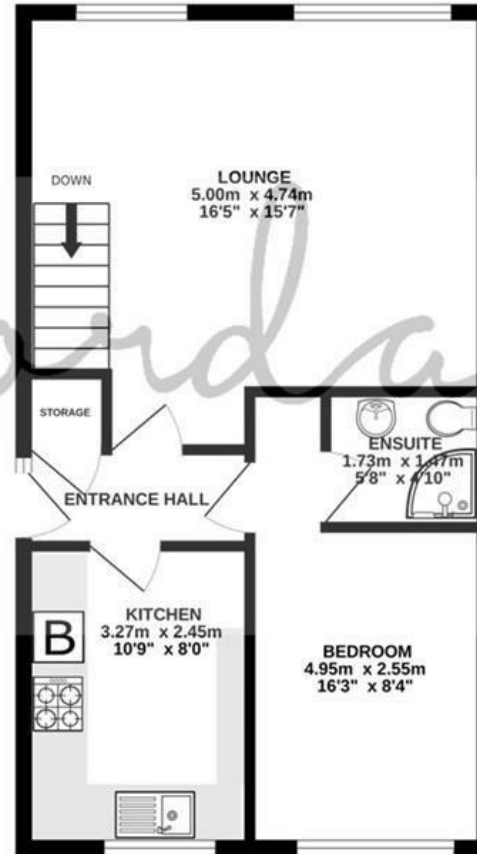 DOWN
LOUNGE
5.00m x 4.74m
16'5" x 15'7"
STORAGE
ENSUITE
1.73m x 1.47m
5'8" x 4'10"
ENTRANCE HALL
KITCHEN
3.27m x 2.45m
10'9" x 8'0"
B
BEDROOM
4.95m x 2.55m
16'3" x 8'4"